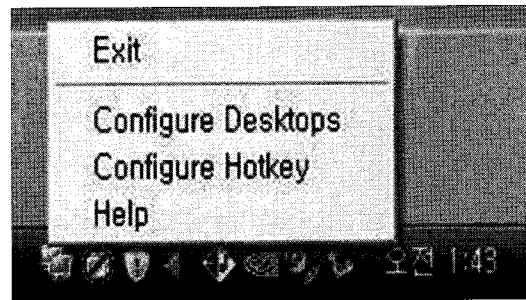 Exit
Configure Desktops
Configure Hotkey
Help
오전 1:43